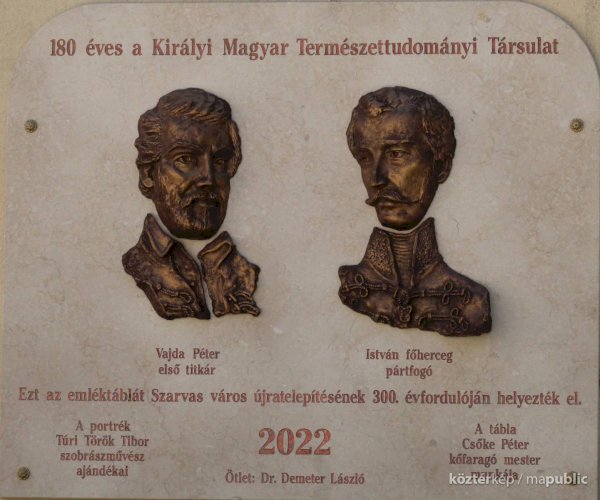 180 éves a Királyi Magyar Természettudományi Társulat
Vajda Péter
első titkár
István főherceg
pártfogó
Ezt az emléktáblát Szarvas város újratelepítésének 300. évfordulóján helyezték el.
A portrék
Túri Török Tibor
szobrászművész
ajándékai
2022
Ötlet: Dr. Demeter László
A tábla
Csőke Péter
kőfaragó mester
munkája
közterkép / mapublic